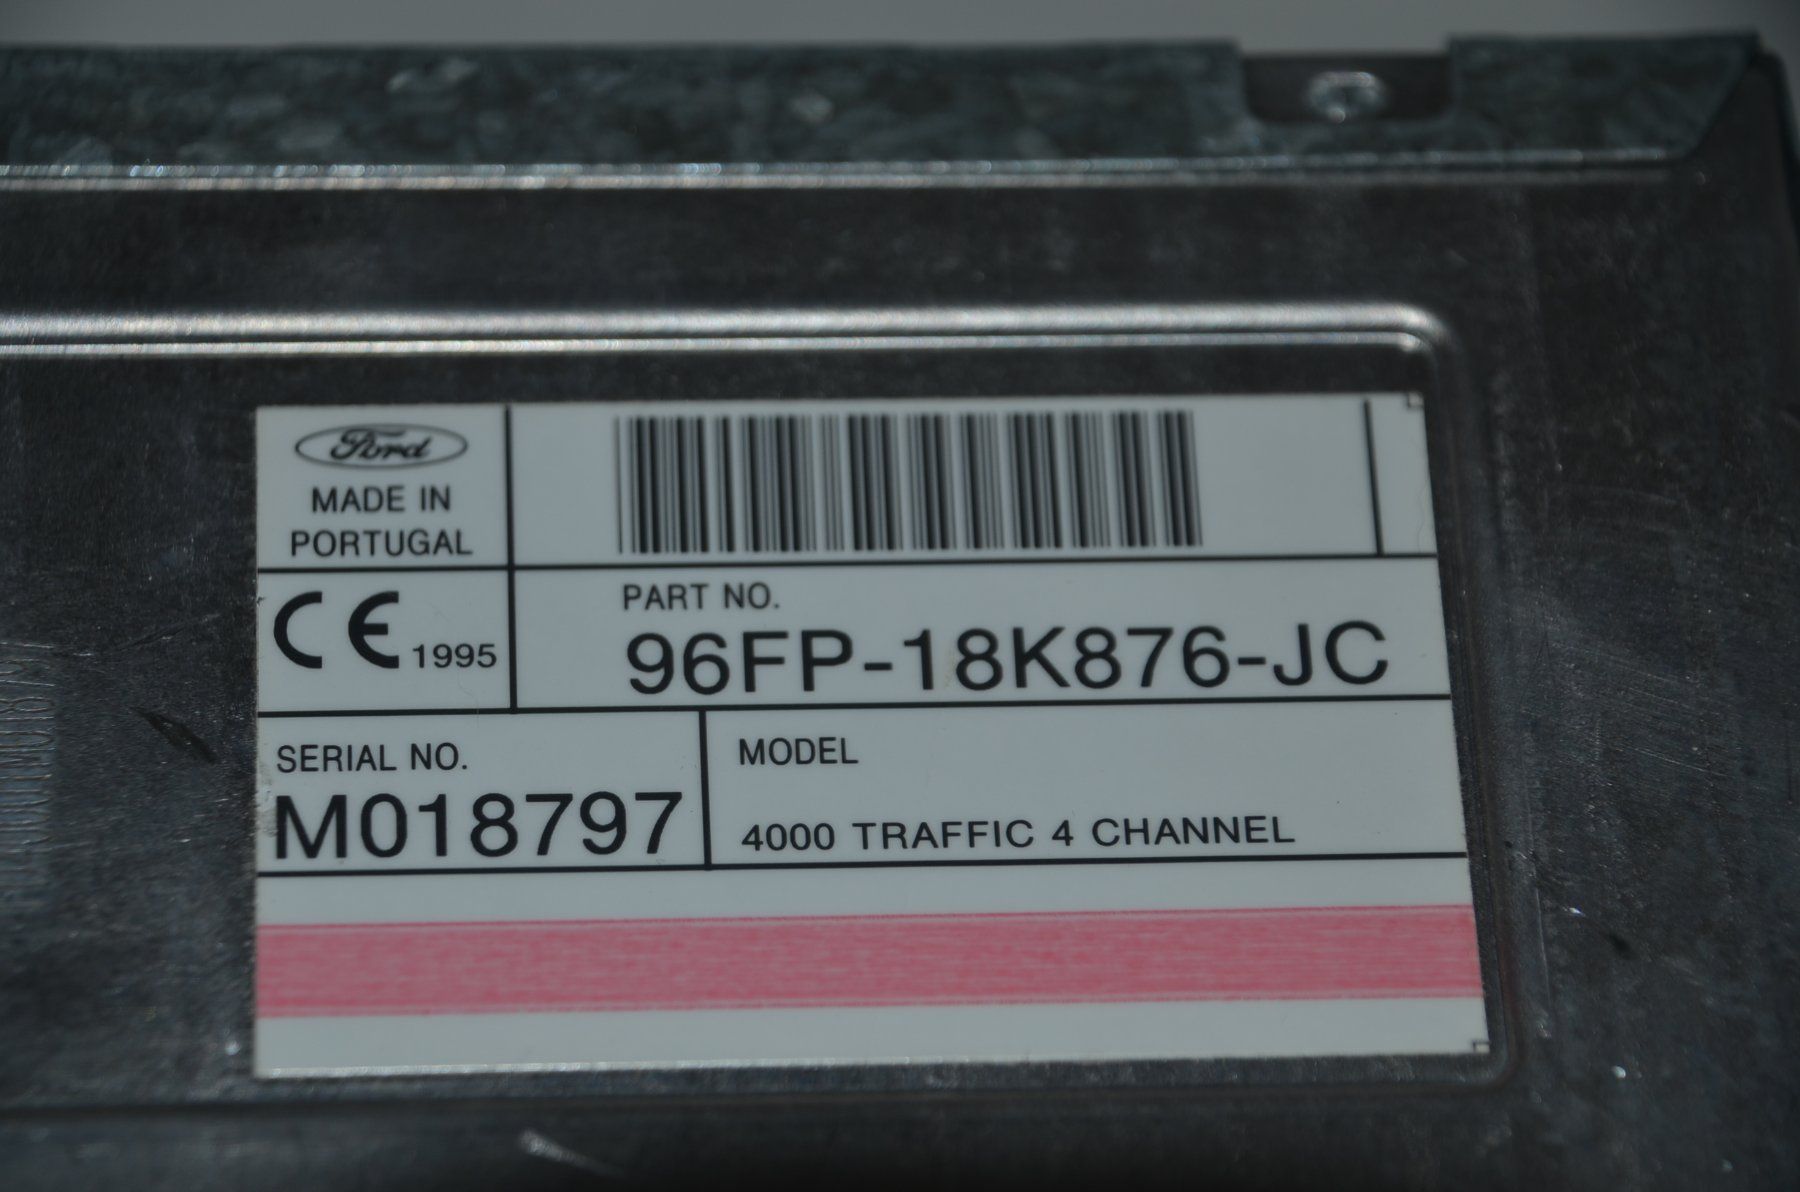 Ford
MADE IN
PORTUGAL
CE 1995
PART NO.
96FP-18K876-JC
SERIAL NO.
M018797
MODEL
4000 TRAFFIC 4 CHANNEL